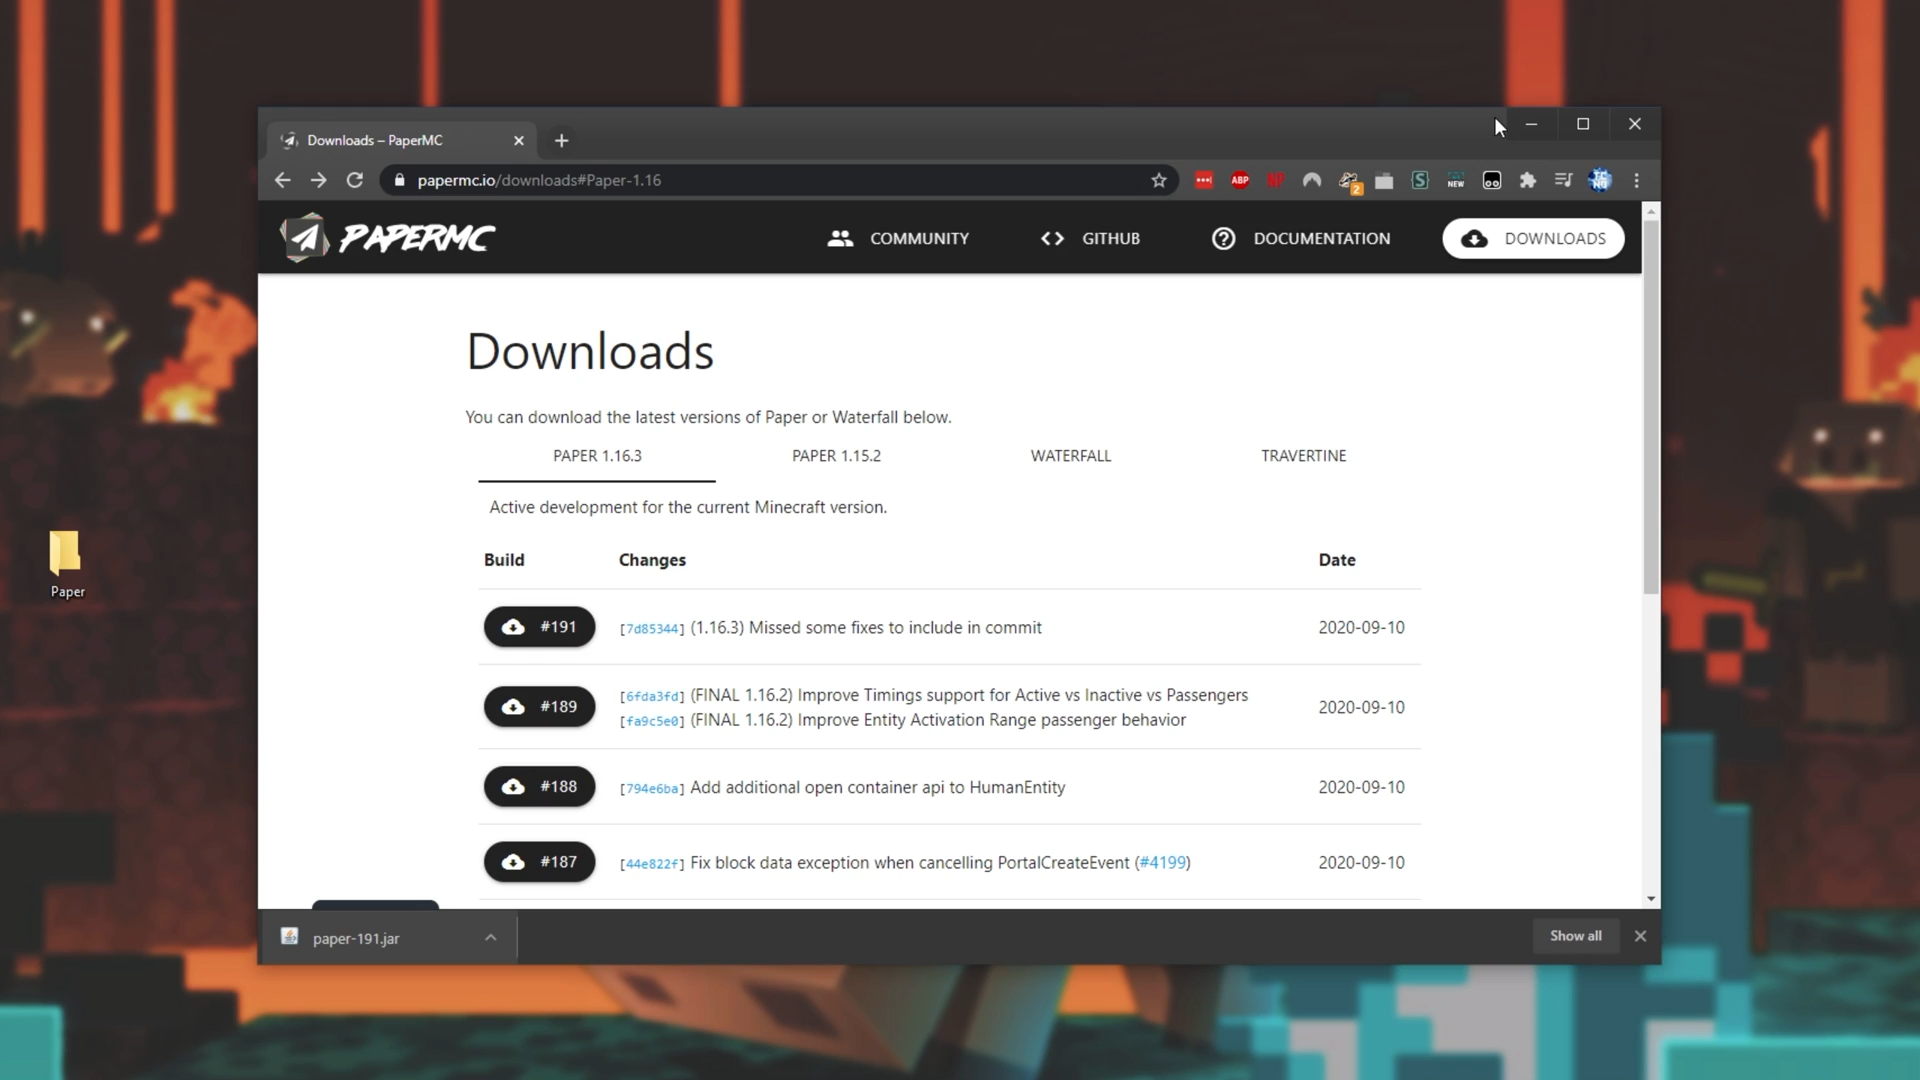 Downloads – PaperMC
papermc.io/downloads#Paper-1.16
ABP
2
S
NEW
PAPERMC
COMMUNITY
GITHUB
DOCUMENTATION
DOWNLOADS
Downloads
You can download the latest versions of Paper or Waterfall below.
PAPER 1.16.3 PAPER 1.15.2 WATERFALL TRAVERTINE
Active development for the current Minecraft version.
Build Changes Date
#191 [7d85344] (1.16.3) Missed some fixes to include in commit 2020-09-10
#189 [6fda3fd] (FINAL 1.16.2) Improve Timings support for Active vs Inactive vs Passengers 2020-09-10
[fa9c5e0] (FINAL 1.16.2) Improve Entity Activation Range passenger behavior
#188 [794e6ba] Add additional open container api to HumanEntity 2020-09-10
#187 [44e822f] Fix block data exception when cancelling PortalCreateEvent (#4199) 2020-09-10
paper-191.jar
Show all
Paper